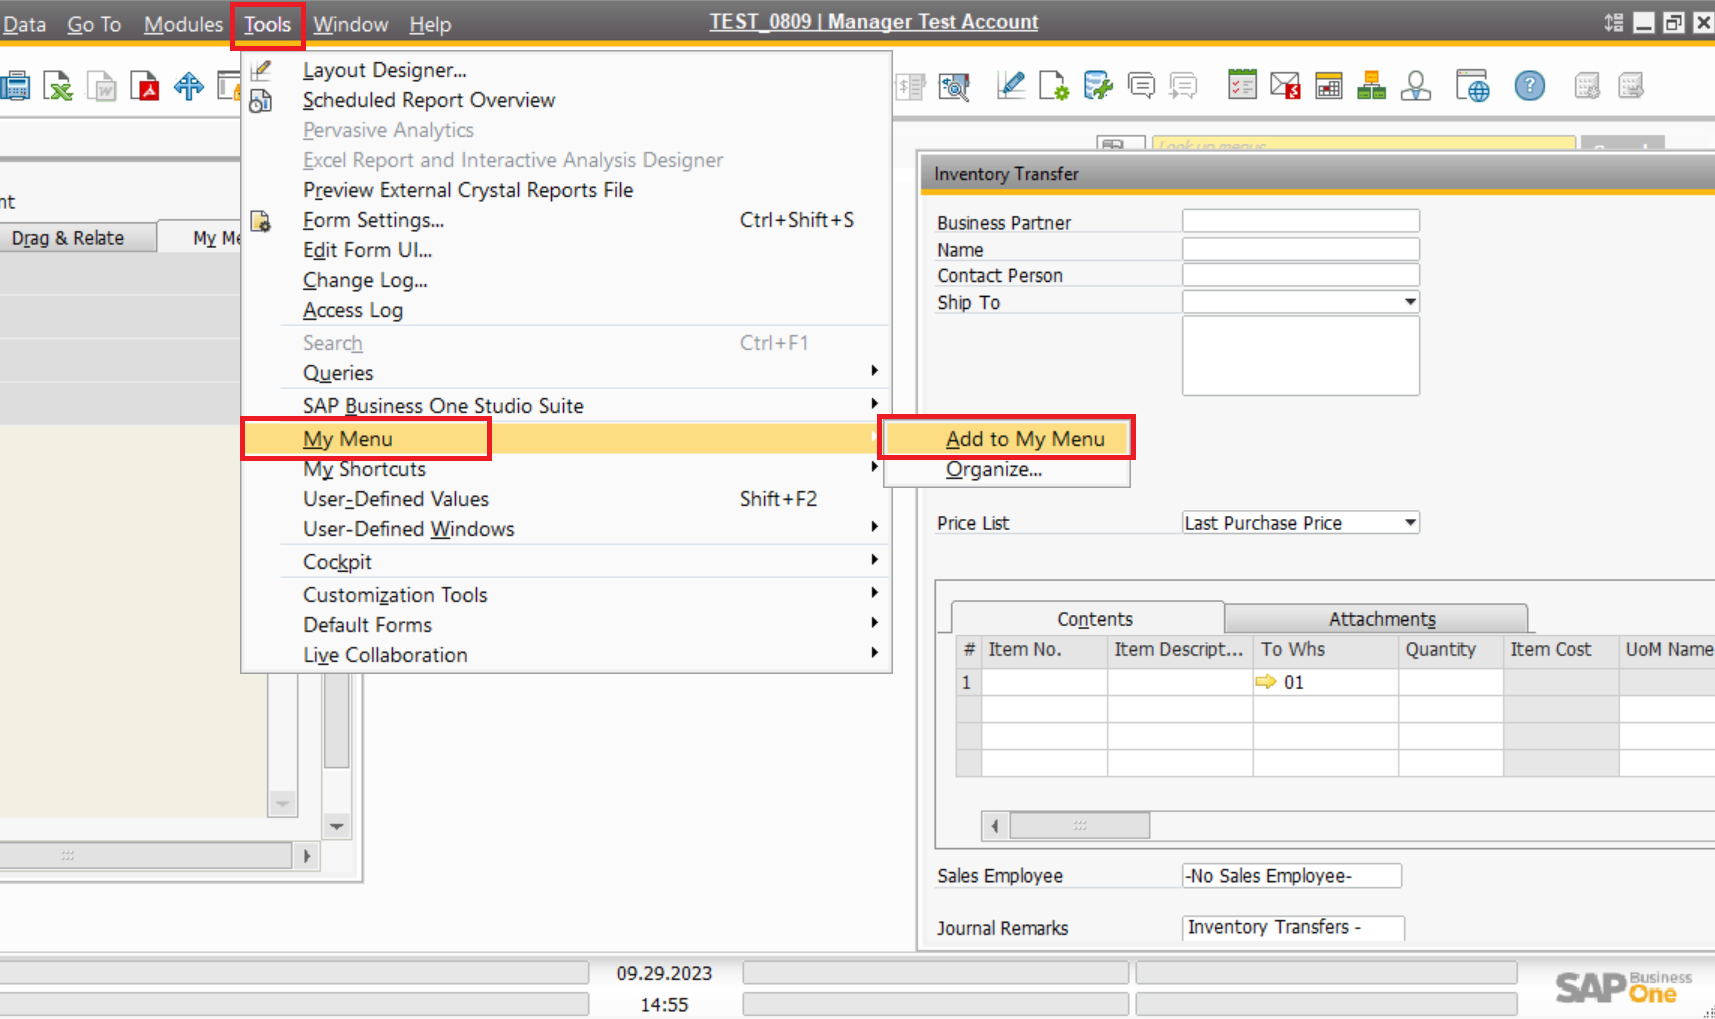 Data Go To Modules Tools Window Help
TEST_0809 | Manager Test Account
Layout Designer...
Scheduled Report Overview
Pervasive Analytics
Excel Report and Interactive Analysis Designer
Preview External Crystal Reports File
Form Settings... Ctrl+Shift+S
Edit Form UI...
Change Log...
Access Log
Search Ctrl+F1
Queries
SAP Business One Studio Suite
My Menu
My Shortcuts
User-Defined Values Shift+F2
User-Defined Windows
Cockpit
Customization Tools
Default Forms
Live Collaboration
Add to My Menu
Organize...
nt
Drag & Relate My Me
Look up menus
Inventory Transfer
Business Partner
Name
Contact Person
Ship To
Price List Last Purchase Price
Contents Attachments
# Item No. Item Descript... To Whs Quantity Item Cost UoM Name
1 01
Sales Employee -No Sales Employee-
Journal Remarks Inventory Transfers -
09.29.2023
14:55
SAP Business One